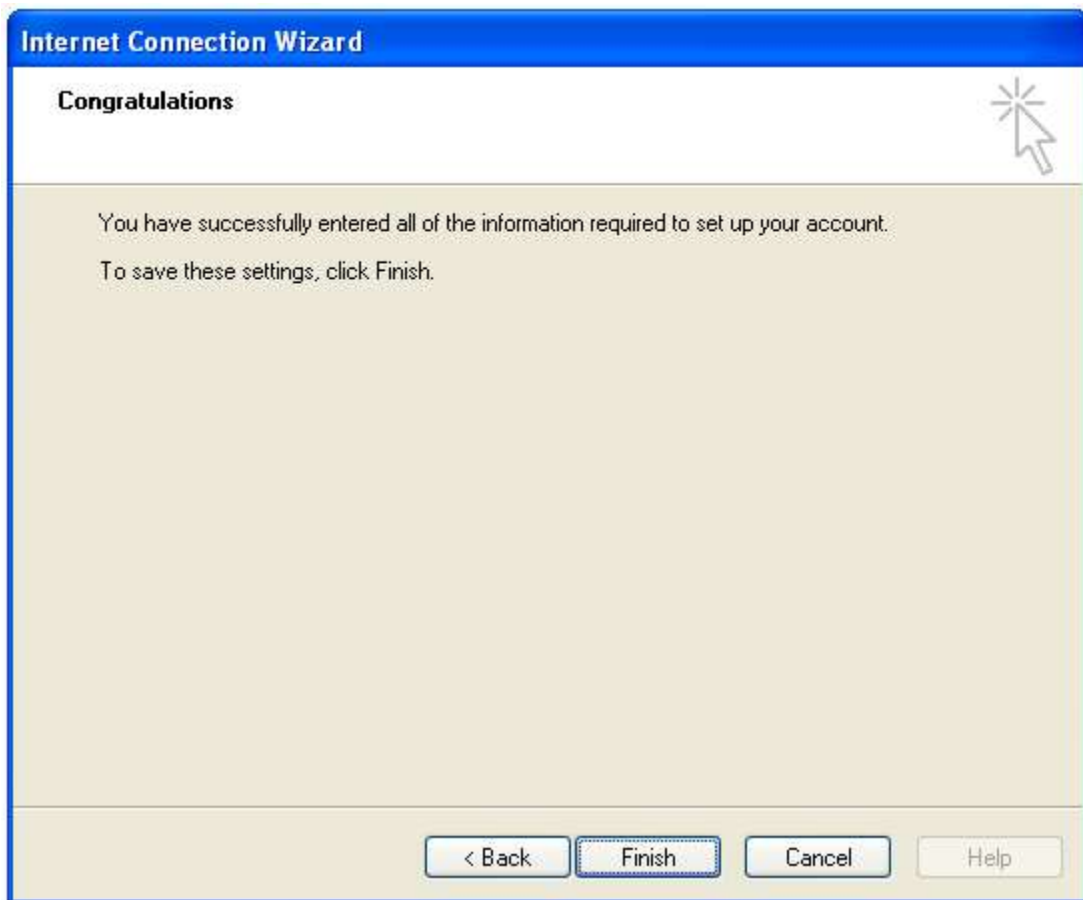 Internet Connection Wizard
Congratulations
You have successfully entered all of the information required to set up your account.
To save these settings, click Finish.
< Back
Finish
Cancel
Help